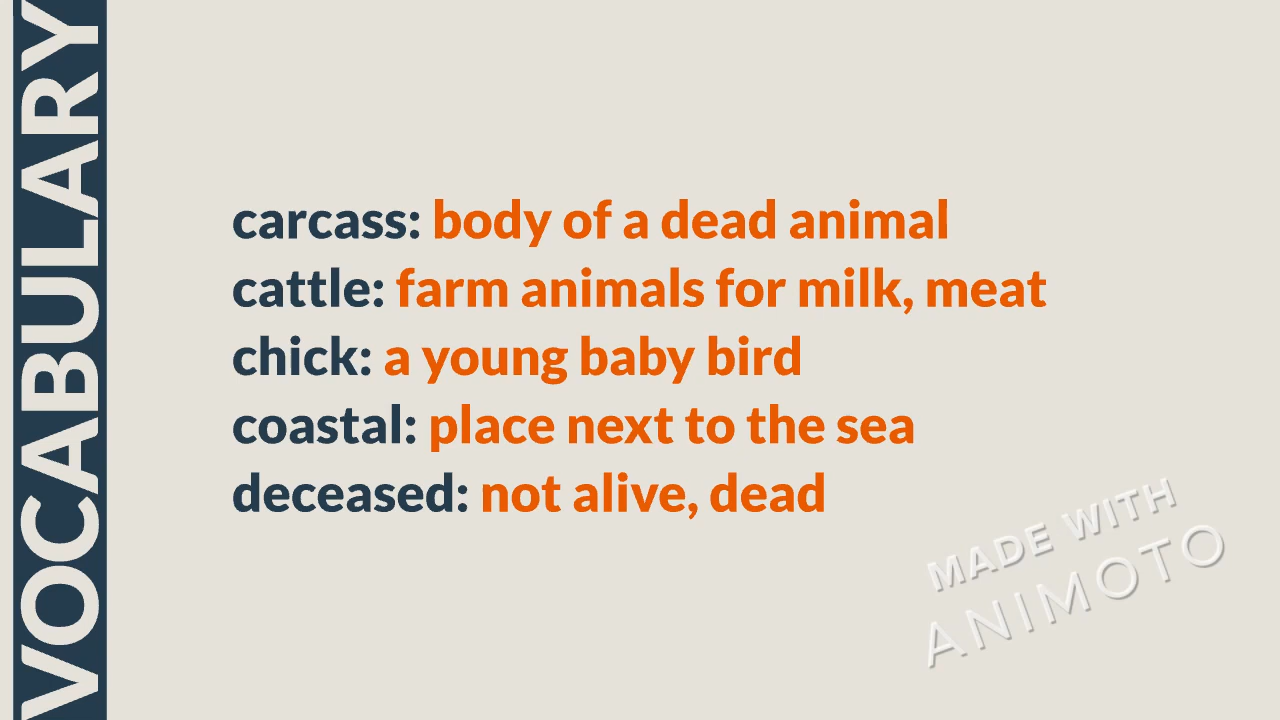 VOCABULARY
carcass: body of a dead animal
cattle: farm animals for milk, meat
chick: a young baby bird
coastal: place next to the sea
deceased: not alive, dead
MADE WITH
ANIMOTO